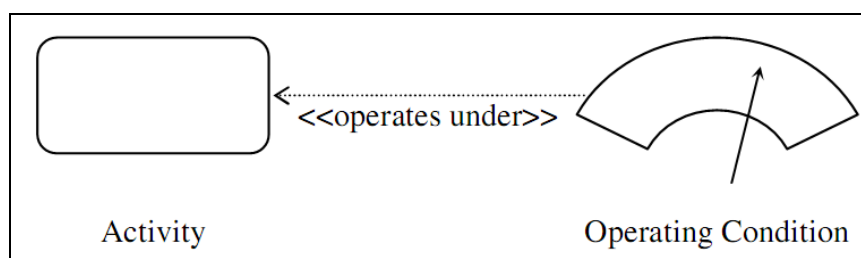 <<operates under>>
Activity
Operating Condition